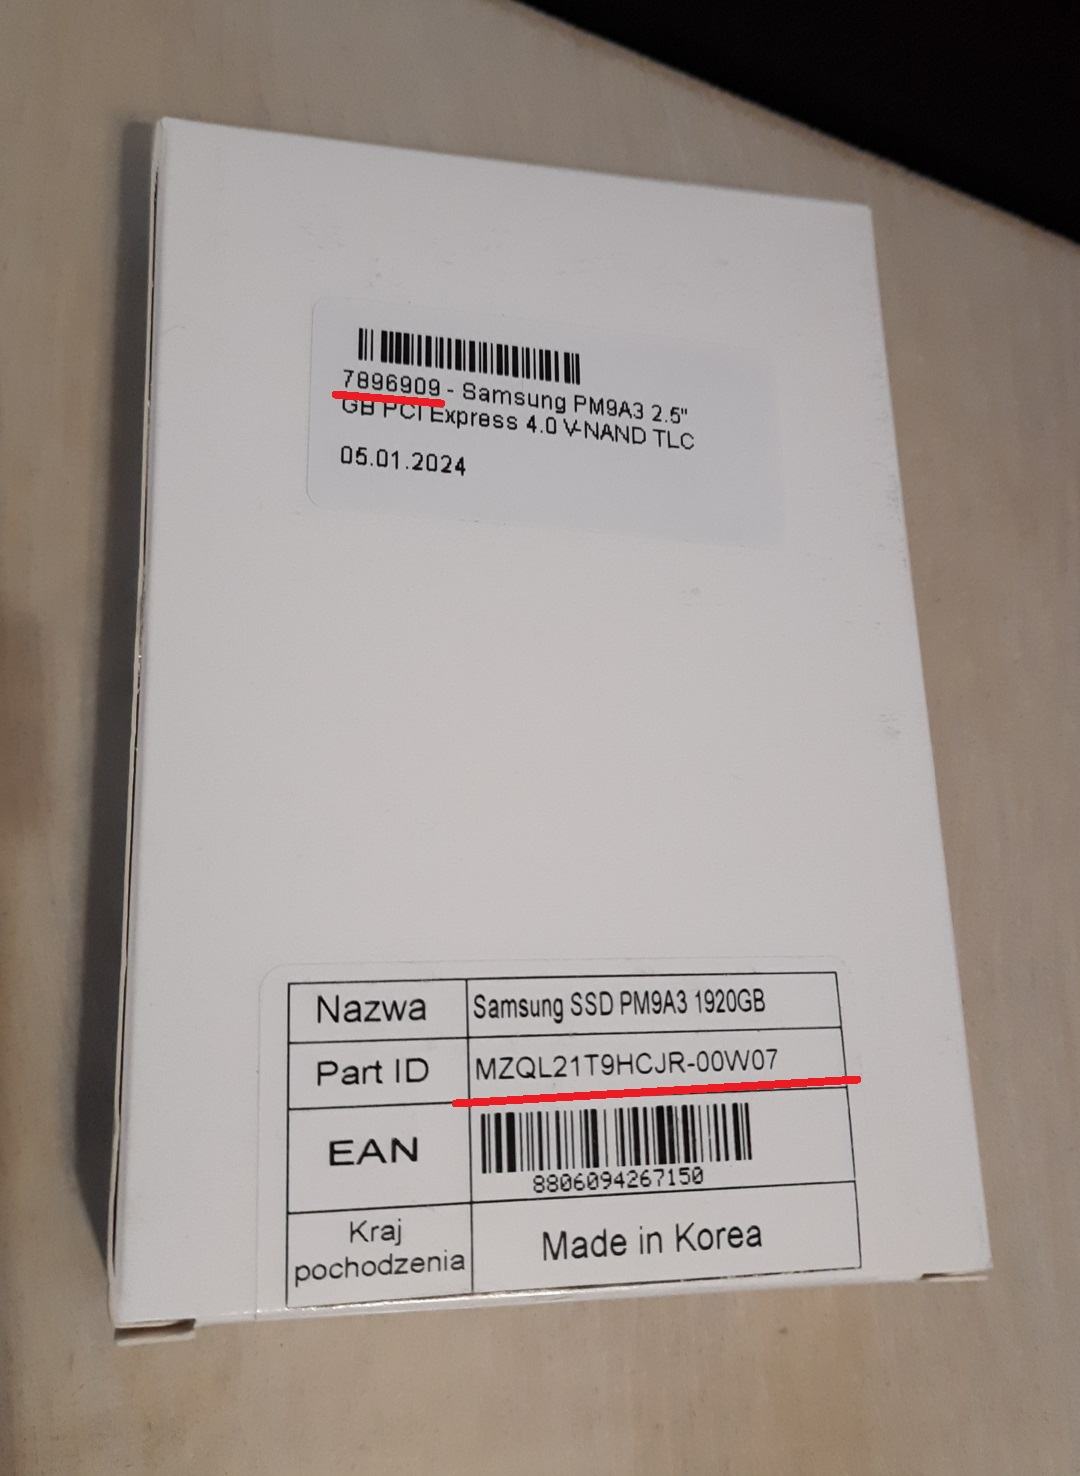 7896909 - Samsung PM9A3 2.5"
GB PCI Express 4.0 V-NAND TLC
05.01.2024
Nazwa Samsung SSD PM9A3 1920GB
Part ID MZQL21T9HCJR-00W07
EAN 8806094267150
Kraj
pochodzenia Made in Korea